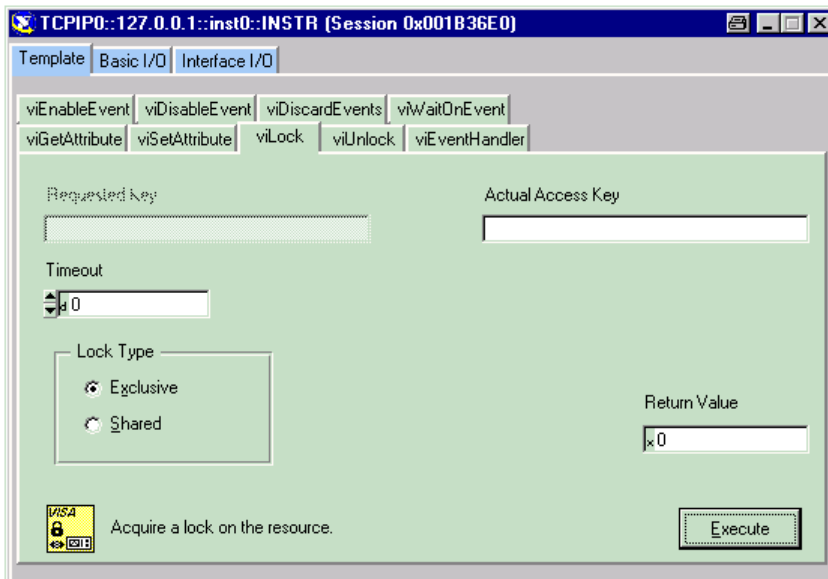 TCPIP0::127.0.0.1::inst0::INSTR (Session 0x001B36E0)
Template Basic I/O Interface I/O
viEnableEvent viDisableEvent viDiscardEvents viWaitOnEvent
viGetAttribute viSetAttribute viLock viUnlock viEventHandler
Requested Key
Actual Access Key
Timeout
d 0
Lock Type
Exclusive
Shared
Return Value
x 0
VISA
Acquire a lock on the resource.
Execute